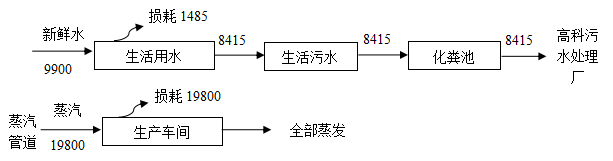 新鲜水
9900
损耗 1485
生活用水
8415
生活污水
8415
化粪池
8415
高科污
水处理
厂
蒸汽
管道
蒸汽
19800
损耗 19800
生产车间
全部蒸发